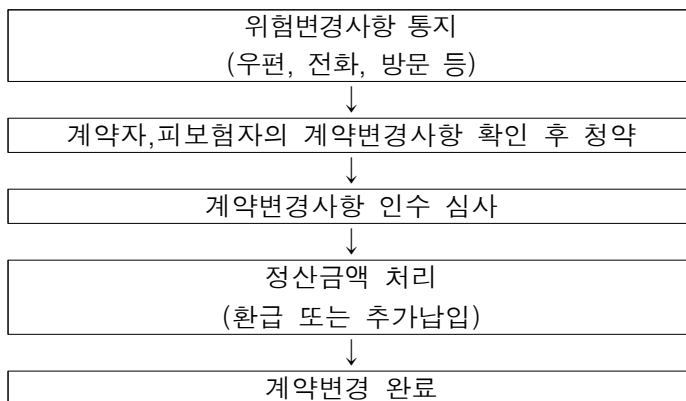 위험변경사항 통지
(우편, 전화, 방문 등)
↓
계약자,피보험자의 계약변경사항 확인 후 청약
↓
계약변경사항 인수 심사
↓
정산금액 처리
(환급 또는 추가납입)
↓
계약변경 완료